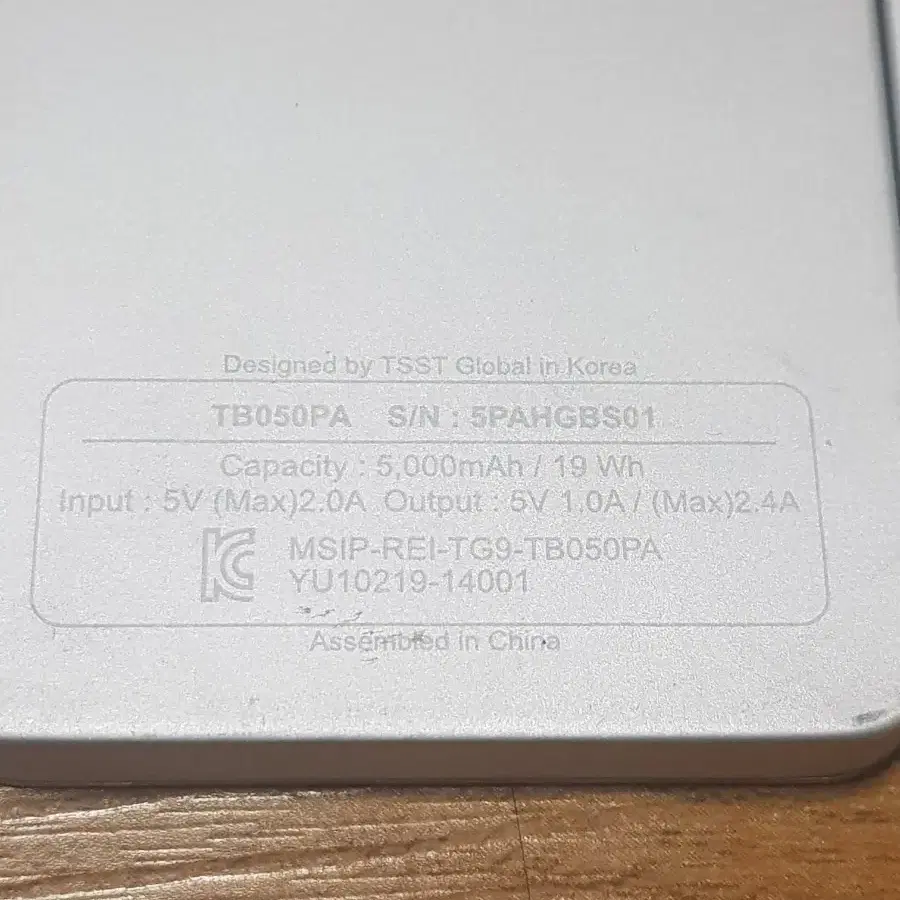 Designed by TSST Global in Korea
TB050PA S/N : 5PAHGBS01
Capacity : 5,000mAh / 19 Wh
Input : 5V (Max)2.0A Output : 5V 1.0A / (Max)2.4A
MSIP-REI-TG9-TB050PA
YU10219-14001
Assembled in China